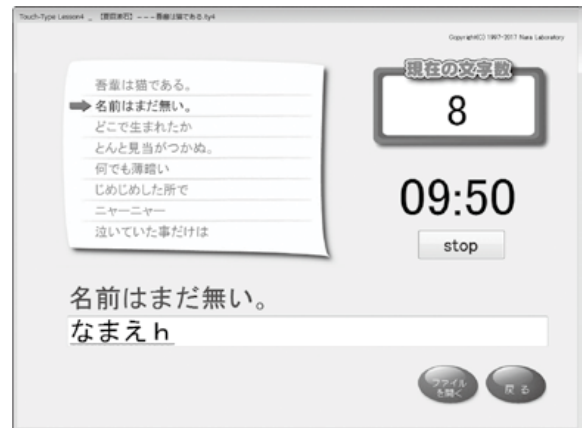 Touch-Type Lesson4 _ 【夏目漱石】---吾輩は猫である.ty4
Copyright(C) 1997-2017 Nara Laboratory
吾輩は猫である。
名前はまだ無い。
どこで生まれたか
とんと見当がつかぬ。
何でも薄暗い
じめじめした所で
ニャーニャー
泣いていた事だけは
現在の文字数
8
09:50
stop
名前はまだ無い。
なまえh
ファイル
を開く
戻る